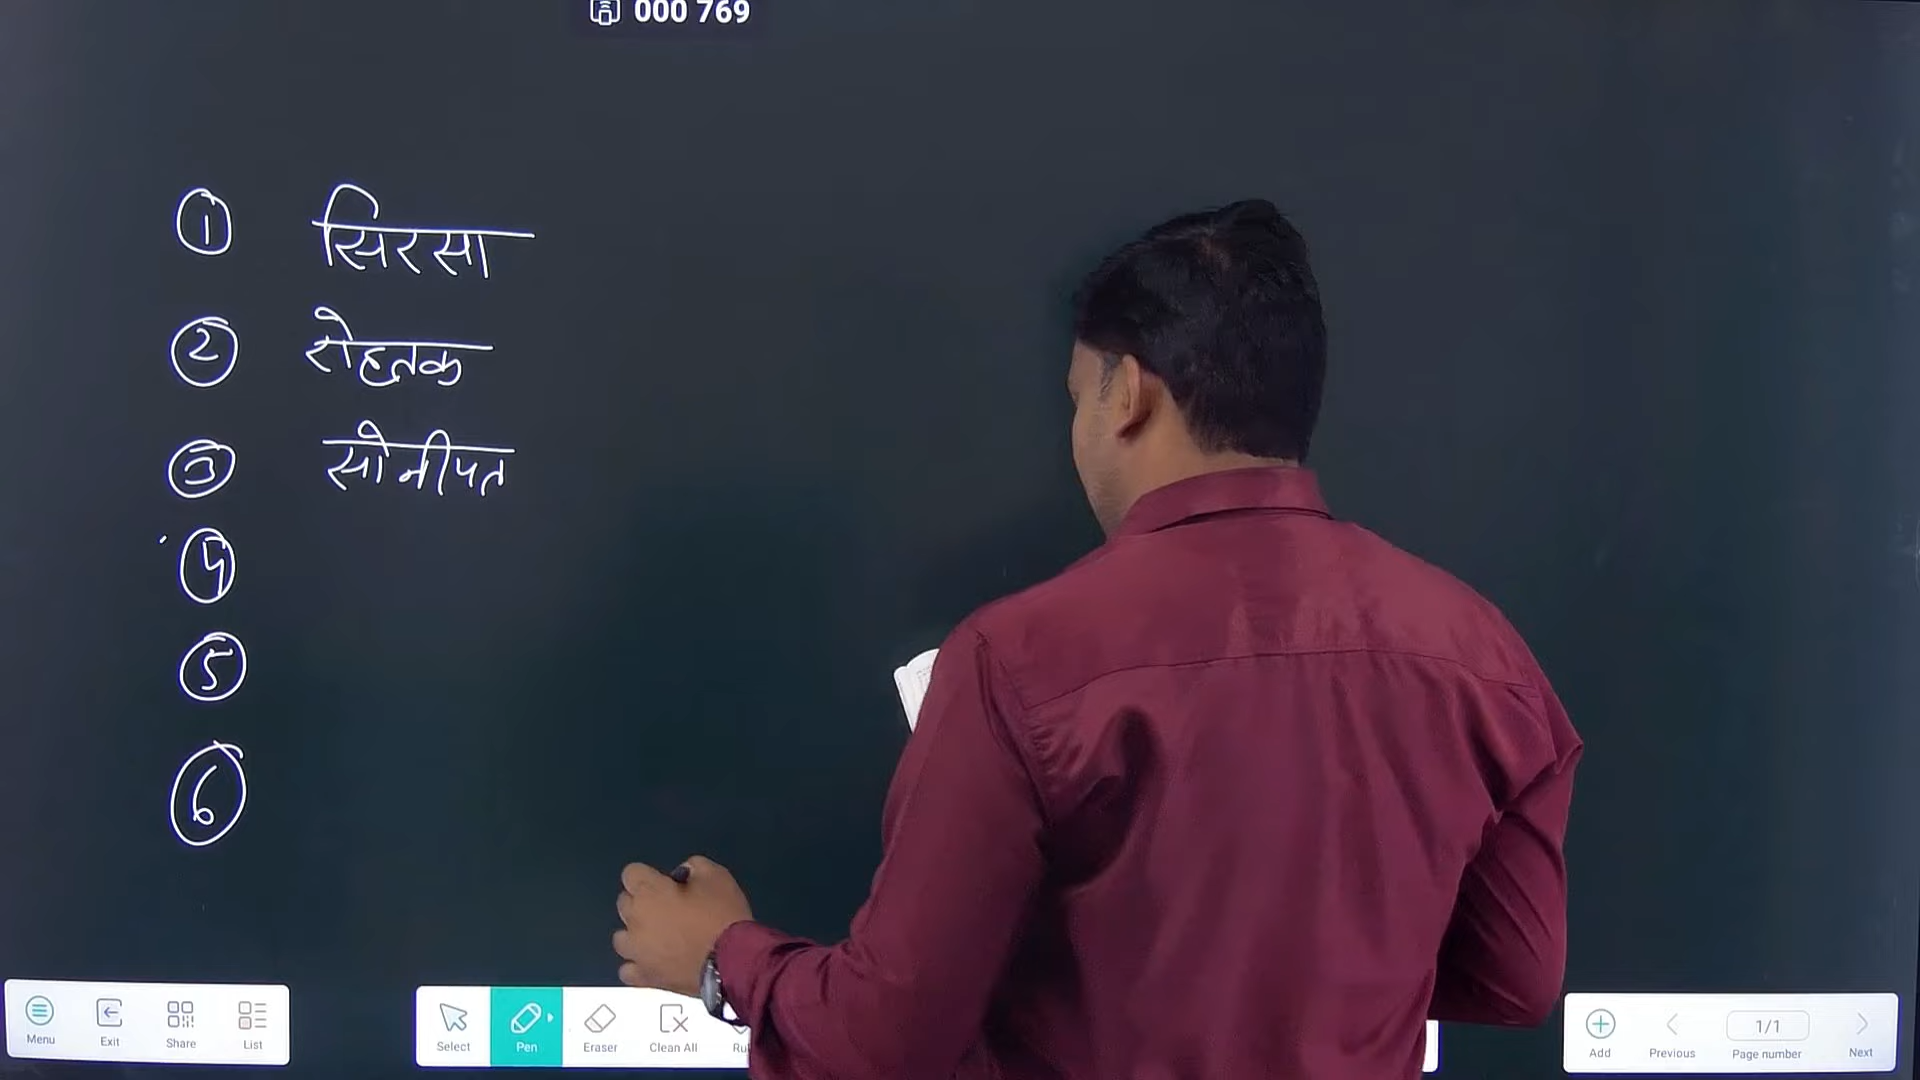 000 769
① सिरसा
② रोहतक
③ सोनीपत
④
⑤
⑥
Menu Exit Share List
Select Pen Eraser Clean All
Add Previous 1/1 Page number Next